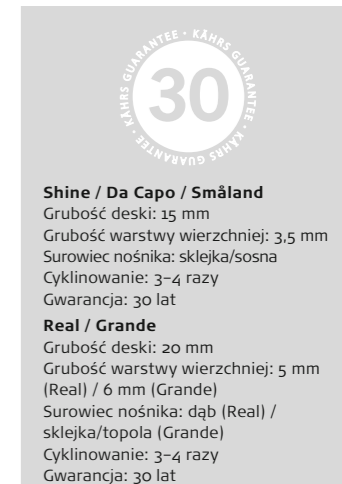 KÄHRS GUARANTEE · KÄHRS GUARANTEE · KÄHRS GUARANTEE ·
30
Shine / Da Capo / Småland
Grubość deski: 15 mm
Grubość warstwy wierzchniej: 3,5 mm
Surowiec nośnika: sklejka/sosna
Cyklinowanie: 3–4 razy
Gwarancja: 30 lat
Real / Grande
Grubość deski: 20 mm
Grubość warstwy wierzchniej: 5 mm
(Real) / 6 mm (Grande)
Surowiec nośnika: dąb (Real) /
sklejka/topola (Grande)
Cyklinowanie: 3–4 razy
Gwarancja: 30 lat